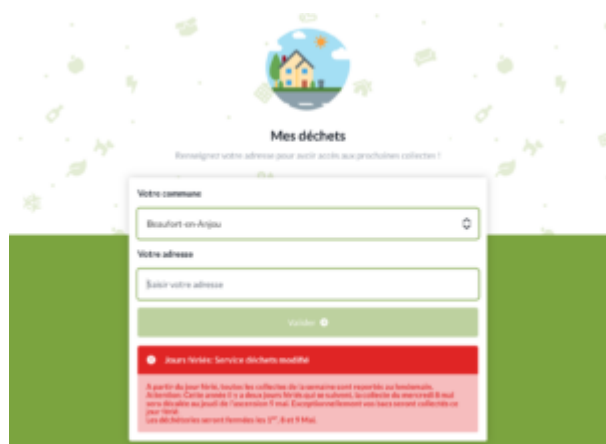 Mes déchets
Renseignez votre adresse pour avoir accès aux prochaines collectes !
Votre commune
Beaufort-en-Anjou
Votre adresse
Saisir votre adresse
Valider
Jours fériés: Service déchets modifié
A partir du jour férié, toutes les collectes de la semaine sont reportés au lendemain.
Attention: Cette année il y a deux jours fériés qui se suivent, la collecte du mercredi 8 mai
sera décalée au jeudi de l'ascension 9 mai. Exceptionnellement vos bacs seront collectés ce
jour férié
Les déchèteries seront fermées les 1er, 8 et 9 Mai.